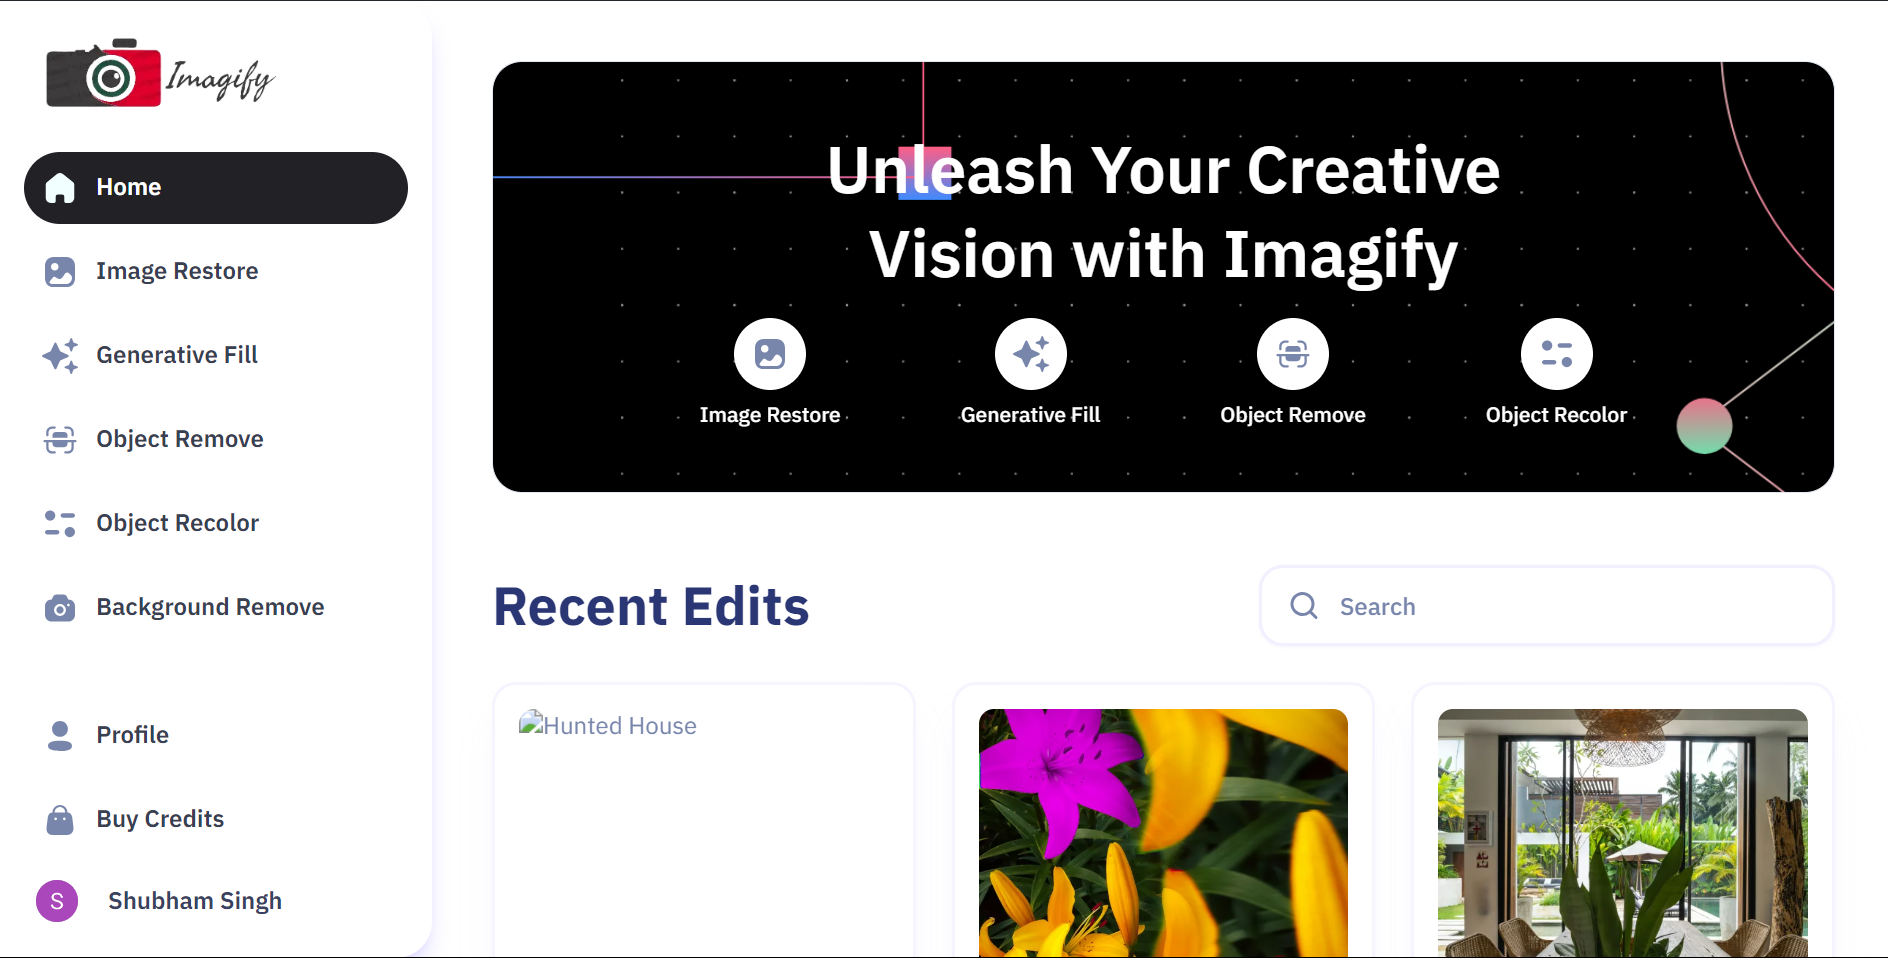 Imagify
Home
Image Restore
Generative Fill
Object Remove
Object Recolor
Background Remove
Profile
Buy Credits
S
Shubham Singh
Unleash Your Creative
Vision with Imagify
Image Restore
Generative Fill
Object Remove
Object Recolor
Recent Edits
Search
Hunted House